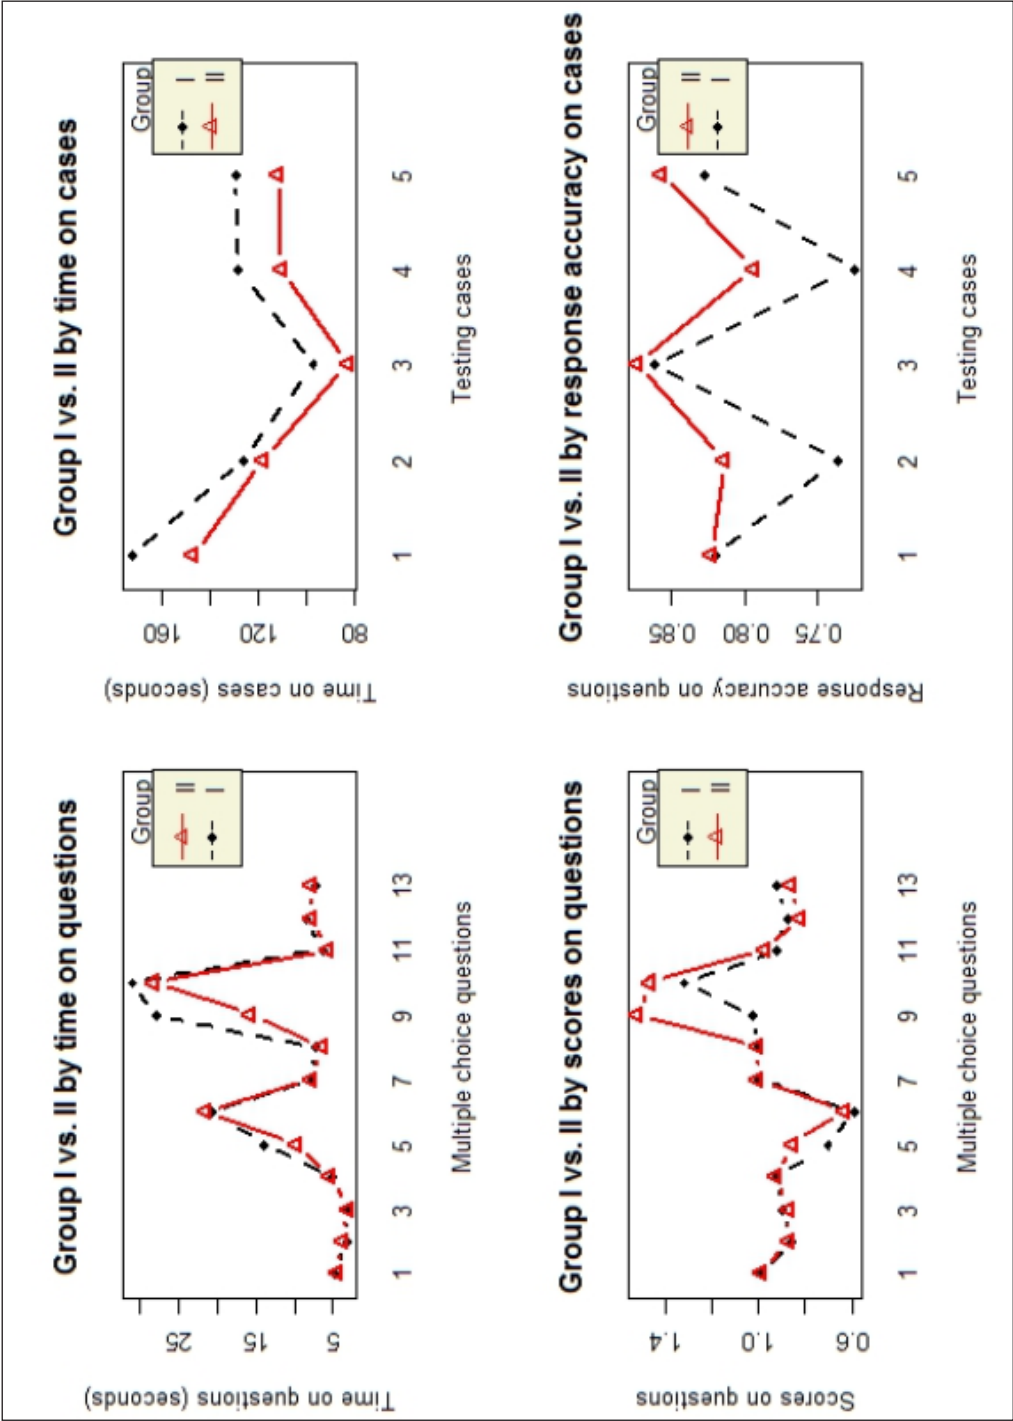 Group I vs. II by time on questions
Time on questions (seconds)
25
15
5
1 3 5 7 9 11 13
Multiple choice questions
Group
II
I
Group I vs. II by time on cases
Time on cases (seconds)
160
120
80
1 2 3 4 5
Testing cases
Group
I
II
Group I vs. II by scores on questions
Scores on questions
1.4
1.0
0.6
1 3 5 7 9 11 13
Multiple choice questions
Group
I
II
Group I vs. II by response accuracy on cases
Response accuracy on questions
0.85
0.80
0.75
1 2 3 4 5
Testing cases
Group
II
I